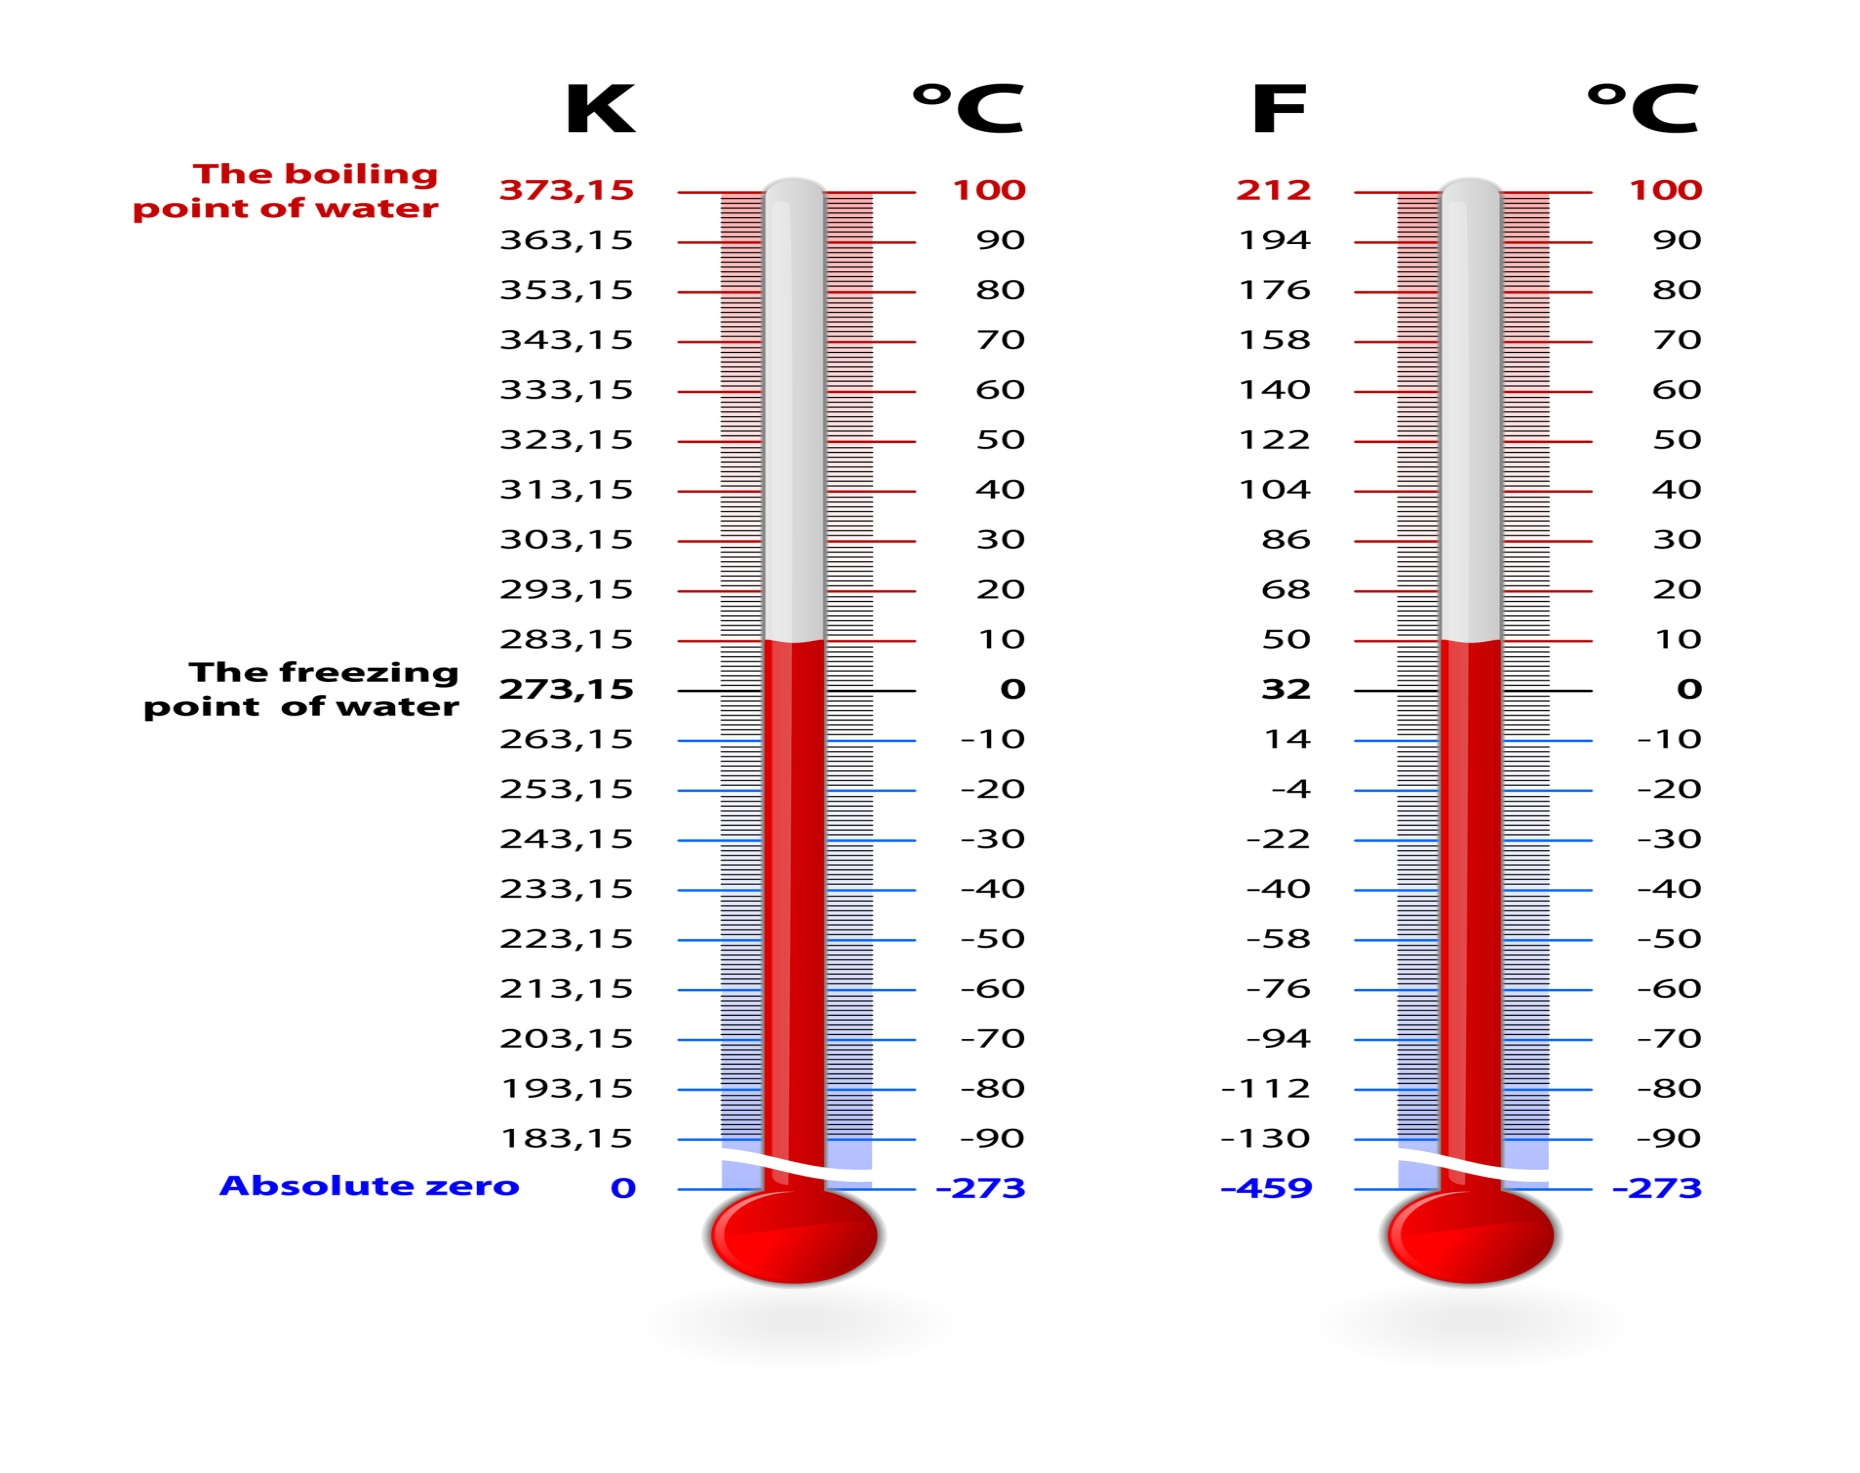 K °C F °C
The boiling
point of water
373,15 100 212 100
363,15 90 194 90
353,15 80 176 80
343,15 70 158 70
333,15 60 140 60
323,15 50 122 50
313,15 40 104 40
303,15 30 86 30
293,15 20 68 20
283,15 10 50 10
The freezing
point of water
273,15 0 32 0
263,15 -10 14 -10
253,15 -20 -4 -20
243,15 -30 -22 -30
233,15 -40 -40 -40
223,15 -50 -58 -50
213,15 -60 -76 -60
203,15 -70 -94 -70
193,15 -80 -112 -80
183,15 -90 -130 -90
Absolute zero 0 -273 -459 -273